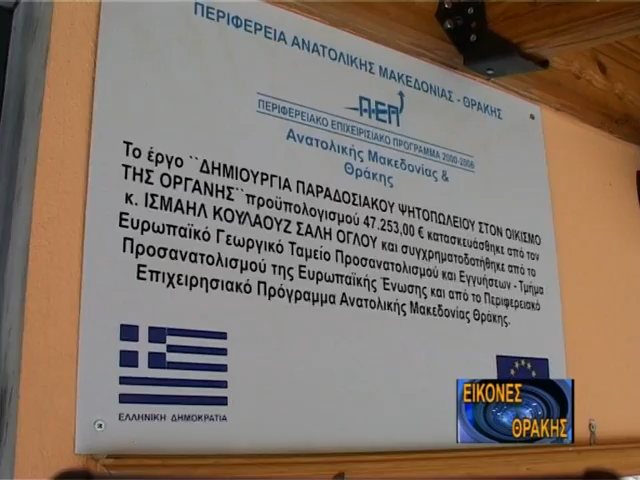 ΠΕΡΙΦΕΡΕΙΑ ΑΝΑΤΟΛΙΚΗΣ ΜΑΚΕΔΟΝΙΑΣ - ΘΡΑΚΗΣ
ΠΕΠ
ΠΕΡΙΦΕΡΕΙΑΚΟ ΕΠΙΧΕΙΡΗΣΙΑΚΟ ΠΡΟΓΡΑΜΜΑ 2000-2006
Ανατολικής Μακεδονίας &
Θράκης
Το έργο ``ΔΗΜΙΟΥΡΓΙΑ ΠΑΡΑΔΟΣΙΑΚΟΥ ΨΗΤΟΠΩΛΕΙΟΥ ΣΤΟΝ ΟΙΚΙΣΜΟ
ΤΗΣ ΟΡΓΑΝΗΣ`` προϋπολογισμού 47.253,00 € κατασκευάσθηκε από τον
κ. ΙΣΜΑΗΛ ΚΟΥΛΑΟΥΖ ΣΑΛΗ ΟΓΛΟΥ και συγχρηματοδοτήθηκε από το
Ευρωπαϊκό Γεωργικό Ταμείο Προσανατολισμού και Εγγυήσεων - Τμήμα
Προσανατολισμού της Ευρωπαϊκής Ένωσης και από το Περιφερειακό
Επιχειρησιακό Πρόγραμμα Ανατολικής Μακεδονίας Θράκης.
ΕΛΛΗΝΙΚΗ ΔΗΜΟΚΡΑΤΙΑ
ΕΙΚΟΝΕΣ
ΘΡΑΚΗΣ